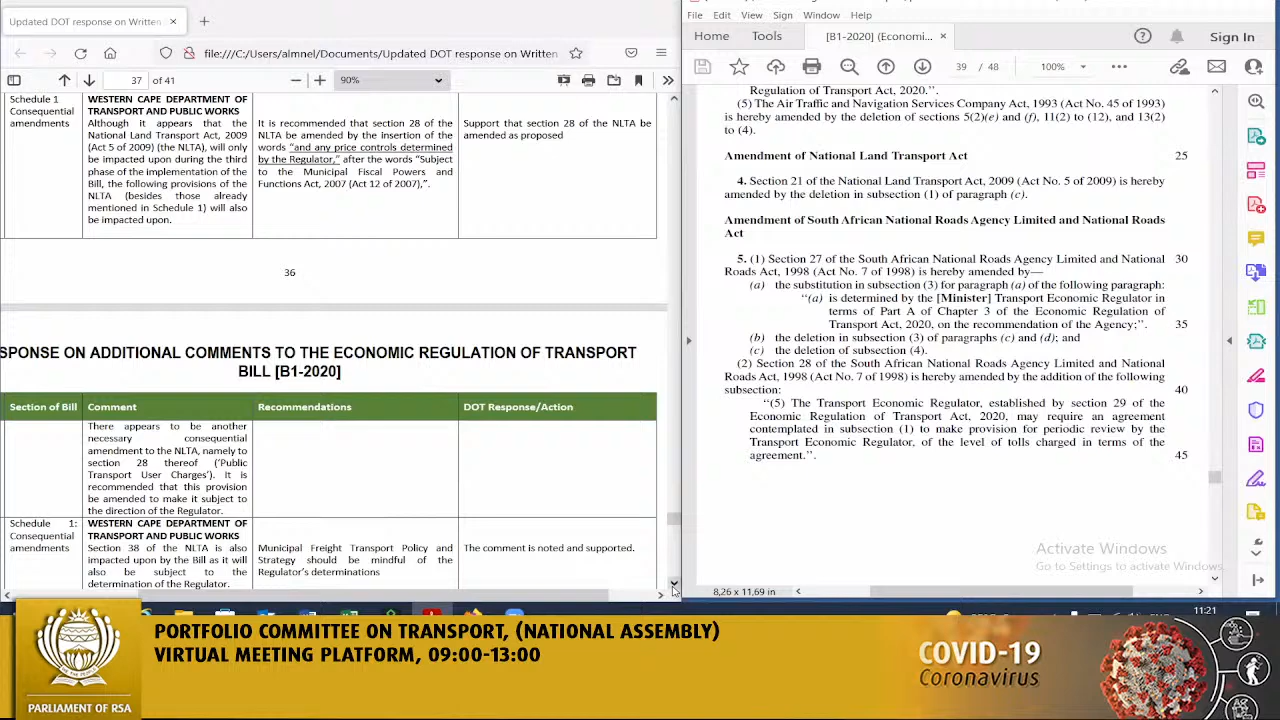 Updated DOT response on Written
file:///C:/Users/almnel/Documents/Updated DOT response on Written
37 of 41
90%
Schedule 1
Consequential
amendments
WESTERN CAPE DEPARTMENT OF
TRANSPORT AND PUBLIC WORKS
Although it appears that the
National Land Transport Act, 2009
(Act 5 of 2009) (the NLTA), will only
be impacted upon during the third
phase of the implementation of the
Bill, the following provisions of the
NLTA (besides those already
mentioned in Schedule 1) will also
be impacted upon.
It is recommended that section 28 of the
NLTA be amended by the insertion of the
words "and any price controls determined
by the Regulator," after the words "Subject
to the Municipal Fiscal Powers and
Functions Act, 2007 (Act 12 of 2007),".
Support that section 28 of the NLTA be
amended as proposed
36
SPONSE ON ADDITIONAL COMMENTS TO THE ECONOMIC REGULATION OF TRANSPORT
BILL [B1-2020]
Section of Bill
Comment
Recommendations
DOT Response/Action
There appears to be another
necessary consequential
amendment to the NLTA, namely to
section 28 thereof ('Public
Transport User Charges'). It is
recommended that this provision
be amended to make it subject to
the direction of the Regulator.
Schedule 1:
Consequential
amendments
WESTERN CAPE DEPARTMENT OF
TRANSPORT AND PUBLIC WORKS
Section 38 of the NLTA is also
impacted upon by the Bill as it will
also be subject to the
determination of the Regulator.
Municipal Freight Transport Policy and
Strategy should be mindful of the
Regulator's determinations
The comment is noted and supported.
File Edit View Sign Window Help
Home Tools [B1-2020] (Economi... Sign In
39 / 48 100%
Regulation of Transport Act, 2020.''.
(5) The Air Traffic and Navigation Services Company Act, 1993 (Act No. 45 of 1993)
is hereby amended by the deletion of sections 5(2)(e) and (f), 11(2) to (12), and 13(2)
to (4).
Amendment of National Land Transport Act 25
4. Section 21 of the National Land Transport Act, 2009 (Act No. 5 of 2009) is hereby
amended by the deletion in subsection (1) of paragraph (c).
Amendment of South African National Roads Agency Limited and National Roads
Act
5. (1) Section 27 of the South African National Roads Agency Limited and National 30
Roads Act, 1998 (Act No. 7 of 1998) is hereby amended by—
(a) the substitution in subsection (3) for paragraph (a) of the following paragraph:
''(a) is determined by the [Minister] Transport Economic Regulator in
terms of Part A of Chapter 3 of the Economic Regulation of
Transport Act, 2020, on the recommendation of the Agency;''. 35
(b) the deletion in subsection (3) of paragraphs (c) and (d); and
(c) the deletion of subsection (4).
(2) Section 28 of the South African National Roads Agency Limited and National
Roads Act, 1998 (Act No. 7 of 1998) is hereby amended by the addition of the following 40
subsection:
''(5) The Transport Economic Regulator, established by section 29 of the
Economic Regulation of Transport Act, 2020, may require an agreement
contemplated in subsection (1) to make provision for periodic review by the
Transport Economic Regulator, of the level of tolls charged in terms of the
agreement.''. 45
Activate Windows
Go to Settings to activate Windows.
8,26 x 11,69 in
11:21
PORTFOLIO COMMITTEE ON TRANSPORT, (NATIONAL ASSEMBLY)
VIRTUAL MEETING PLATFORM, 09:00-13:00
PARLIAMENT OF RSA
COVID-19
Coronavirus